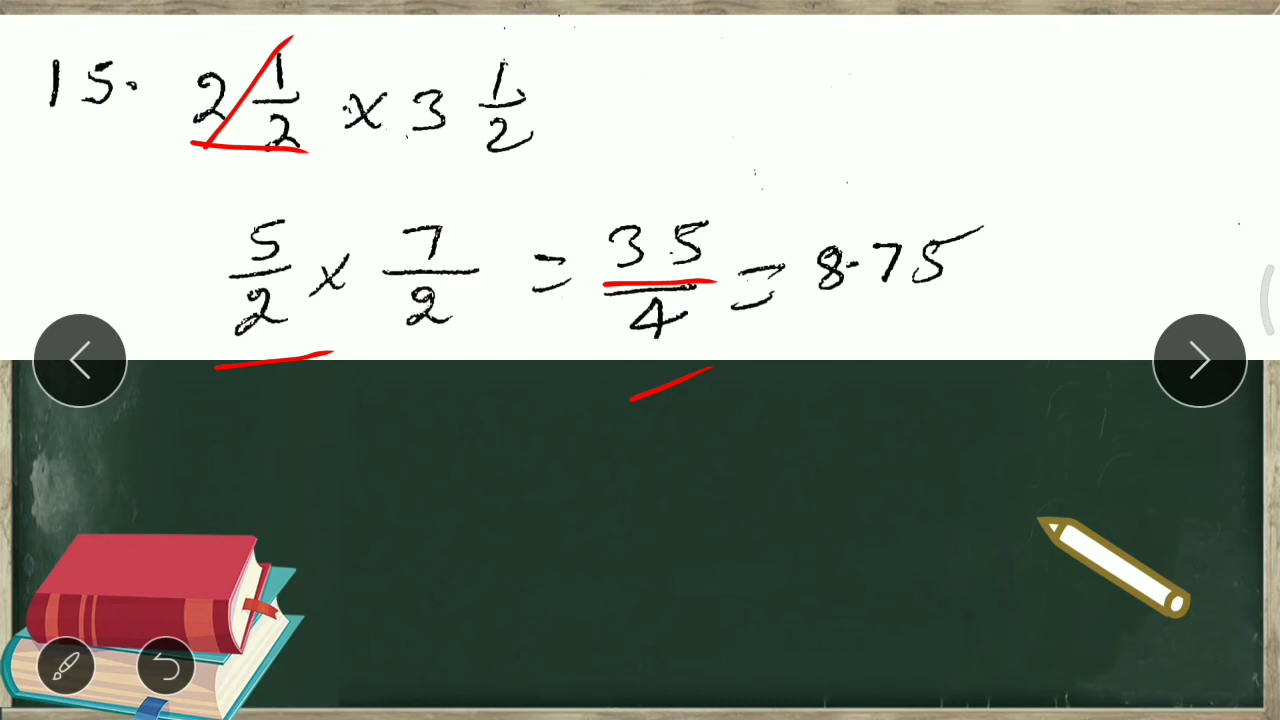 15. 2 1/2 × 3 1/2
5/2 × 7/2 = 35/4 = 8.75